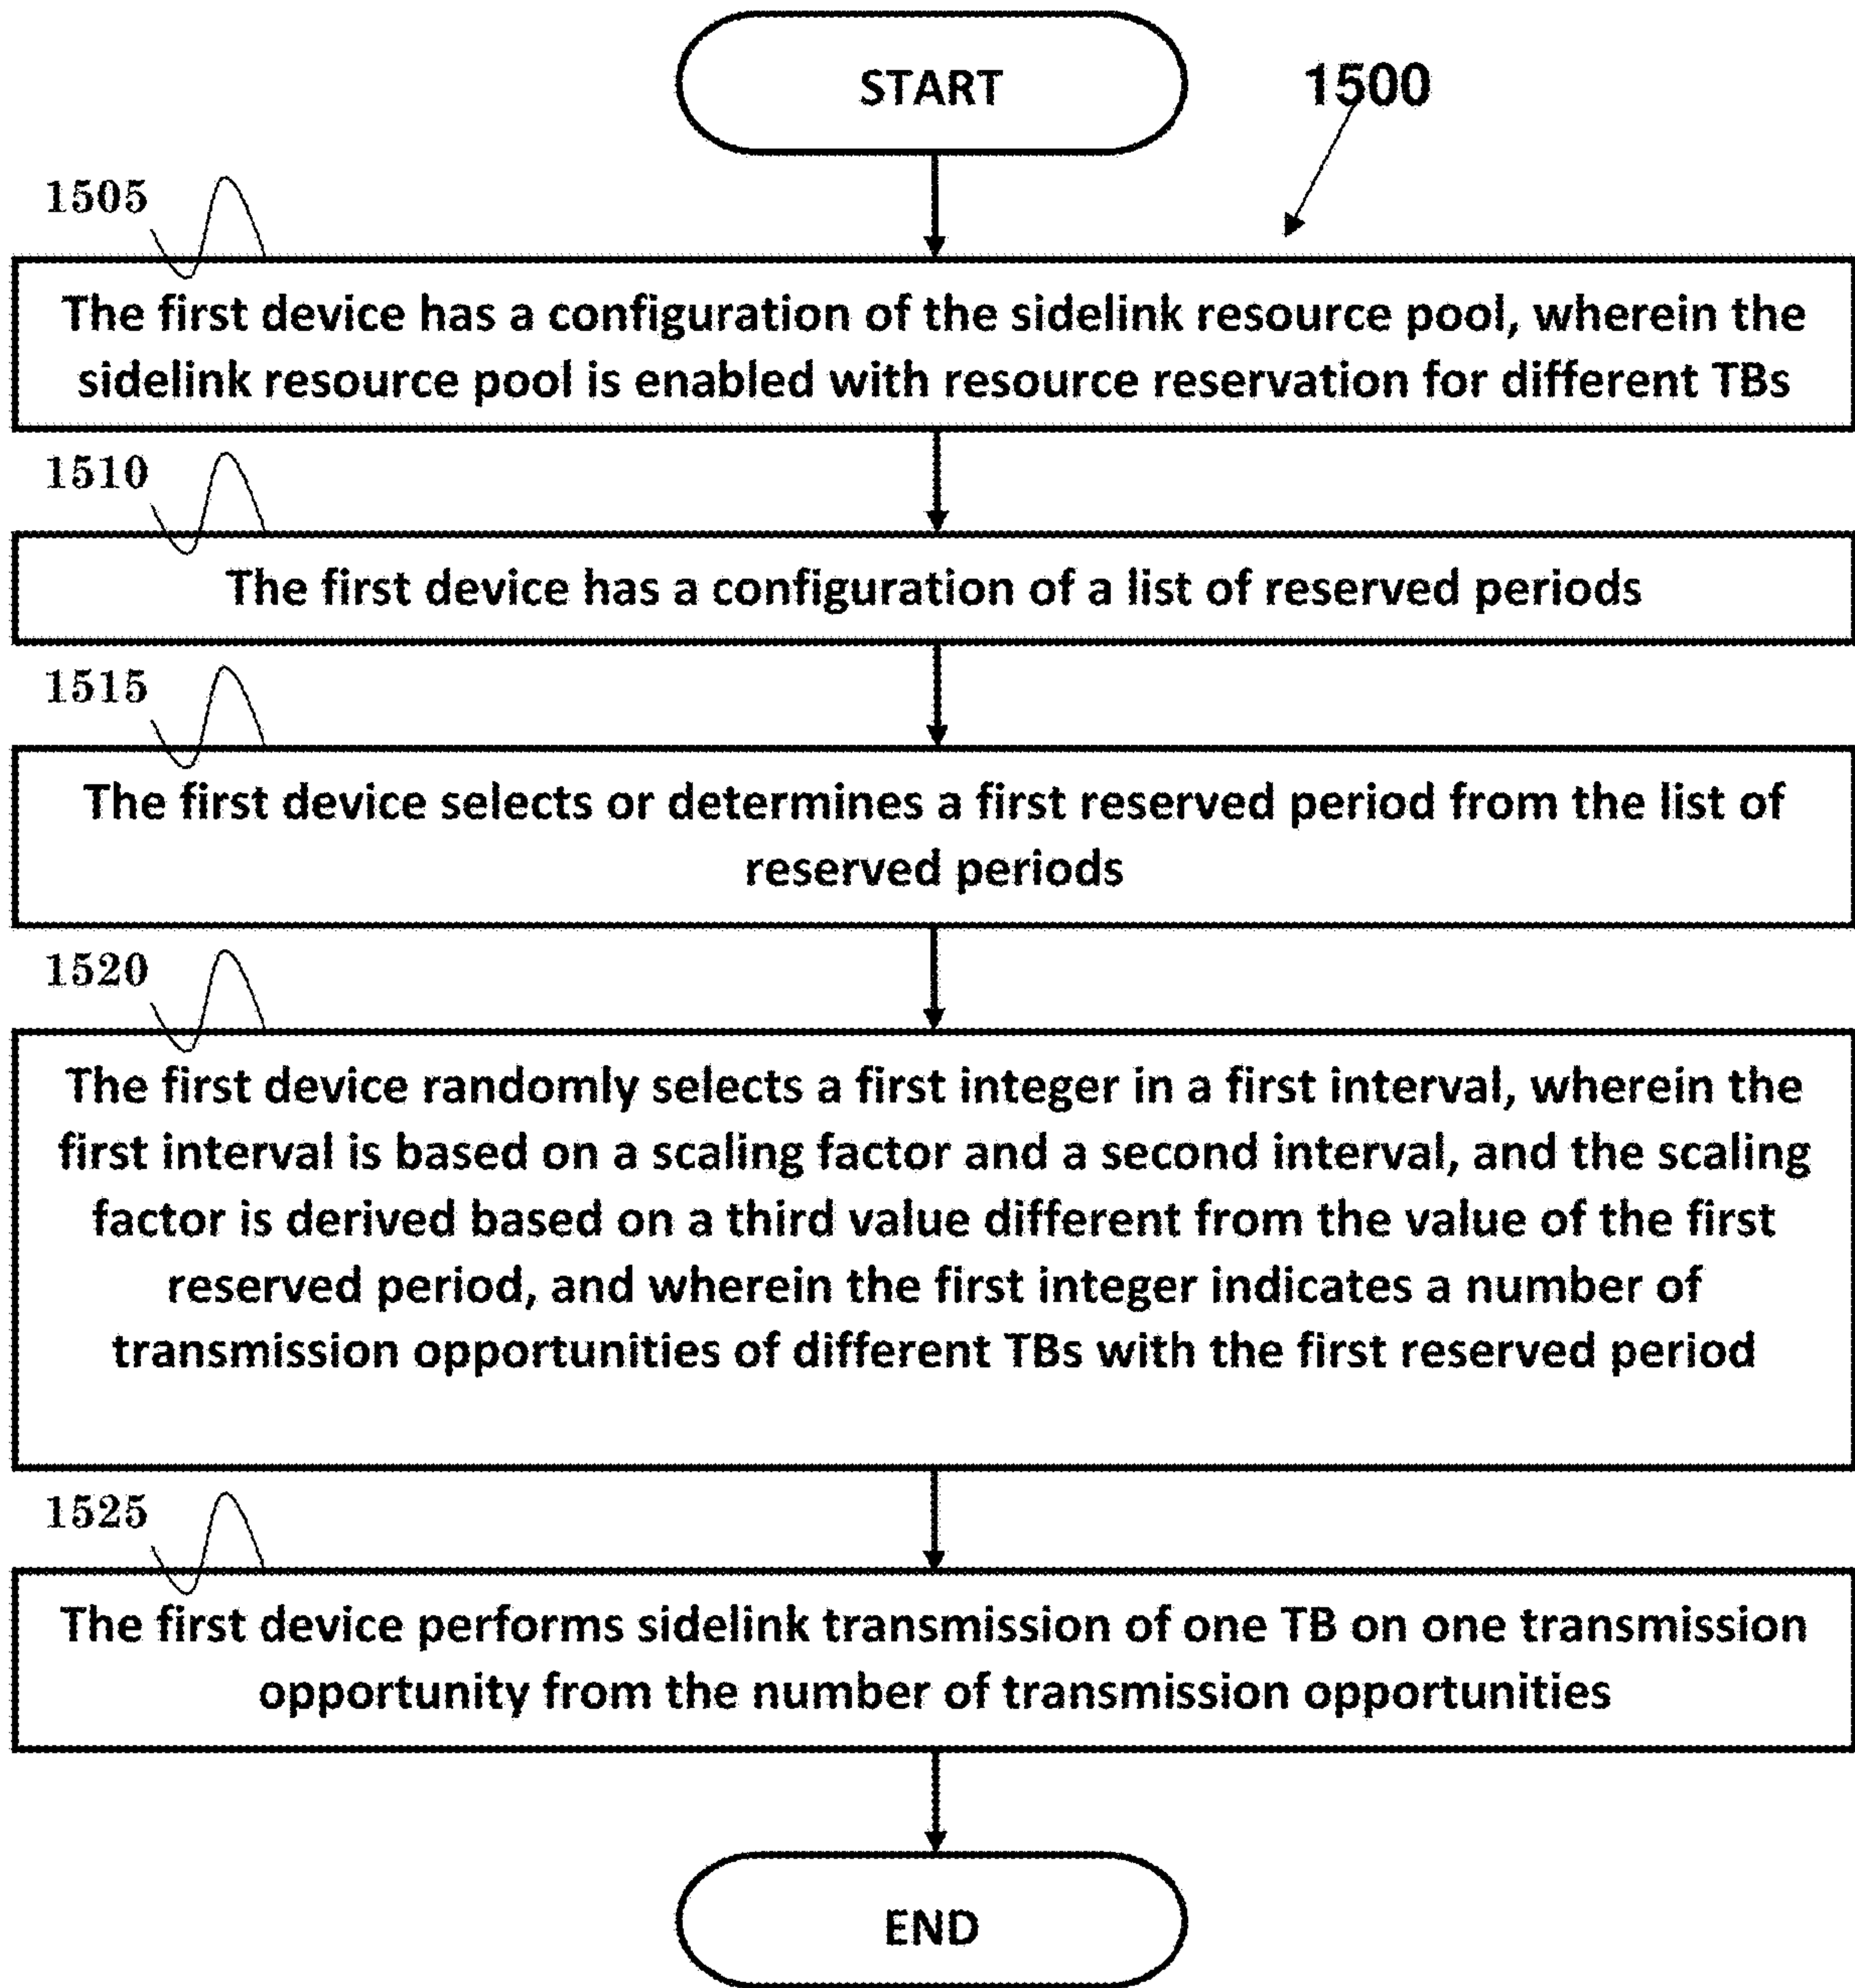 START
1500
1505
The first device has a configuration of the sidelink resource pool, wherein the
sidelink resource pool is enabled with resource reservation for different TBs
1510
The first device has a configuration of a list of reserved periods
1515
The first device selects or determines a first reserved period from the list of
reserved periods
1520
The first device randomly selects a first integer in a first interval, wherein the
first interval is based on a scaling factor and a second interval, and the scaling
factor is derived based on a third value different from the value of the first
reserved period, and wherein the first integer indicates a number of
transmission opportunities of different TBs with the first reserved period
1525
The first device performs sidelink transmission of one TB on one transmission
opportunity from the number of transmission opportunities
END